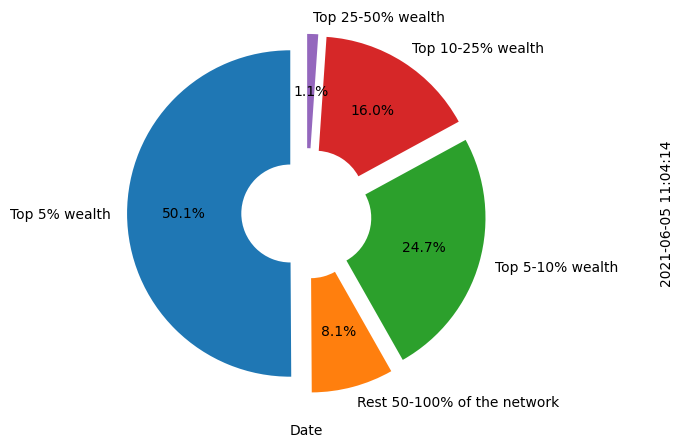 Top 25-50% wealth
Top 10-25% wealth
1.1%
16.0%
Top 5% wealth
50.1%
24.7%
Top 5-10% wealth
8.1%
Rest 50-100% of the network
Date
2021-06-05 11:04:14